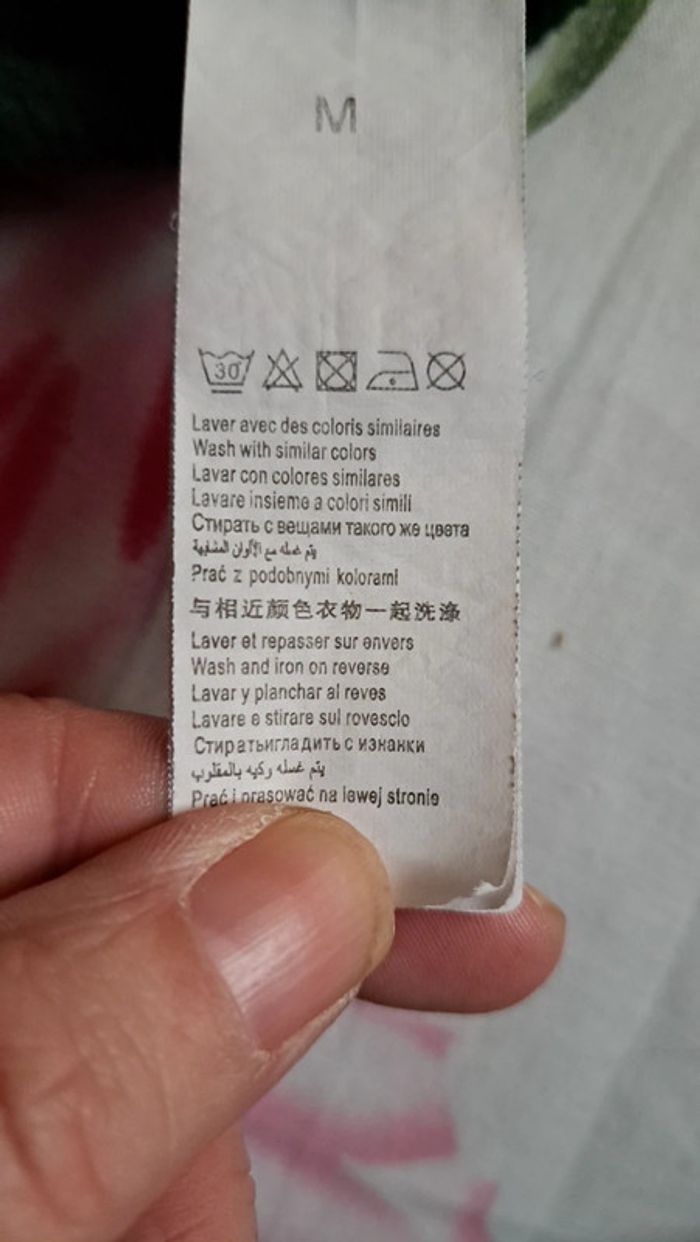 M
30
Laver avec des coloris similaires
Wash with similar colors
Lavar con colores similares
Lavare insieme a colori simili
Стирать с вещами такого же цвета
يتم غسله مع الألوان المشابهة
Prać z podobnymi kolorami
与相近颜色衣物一起洗涤
Laver et repasser sur envers
Wash and iron on reverse
Lavar y planchar al reves
Lavare e stirare sul rovescio
Стиратьигладить с изнанки
يتم غسله وكيه بالمقلوب
Prać i prasować na lewej stronie